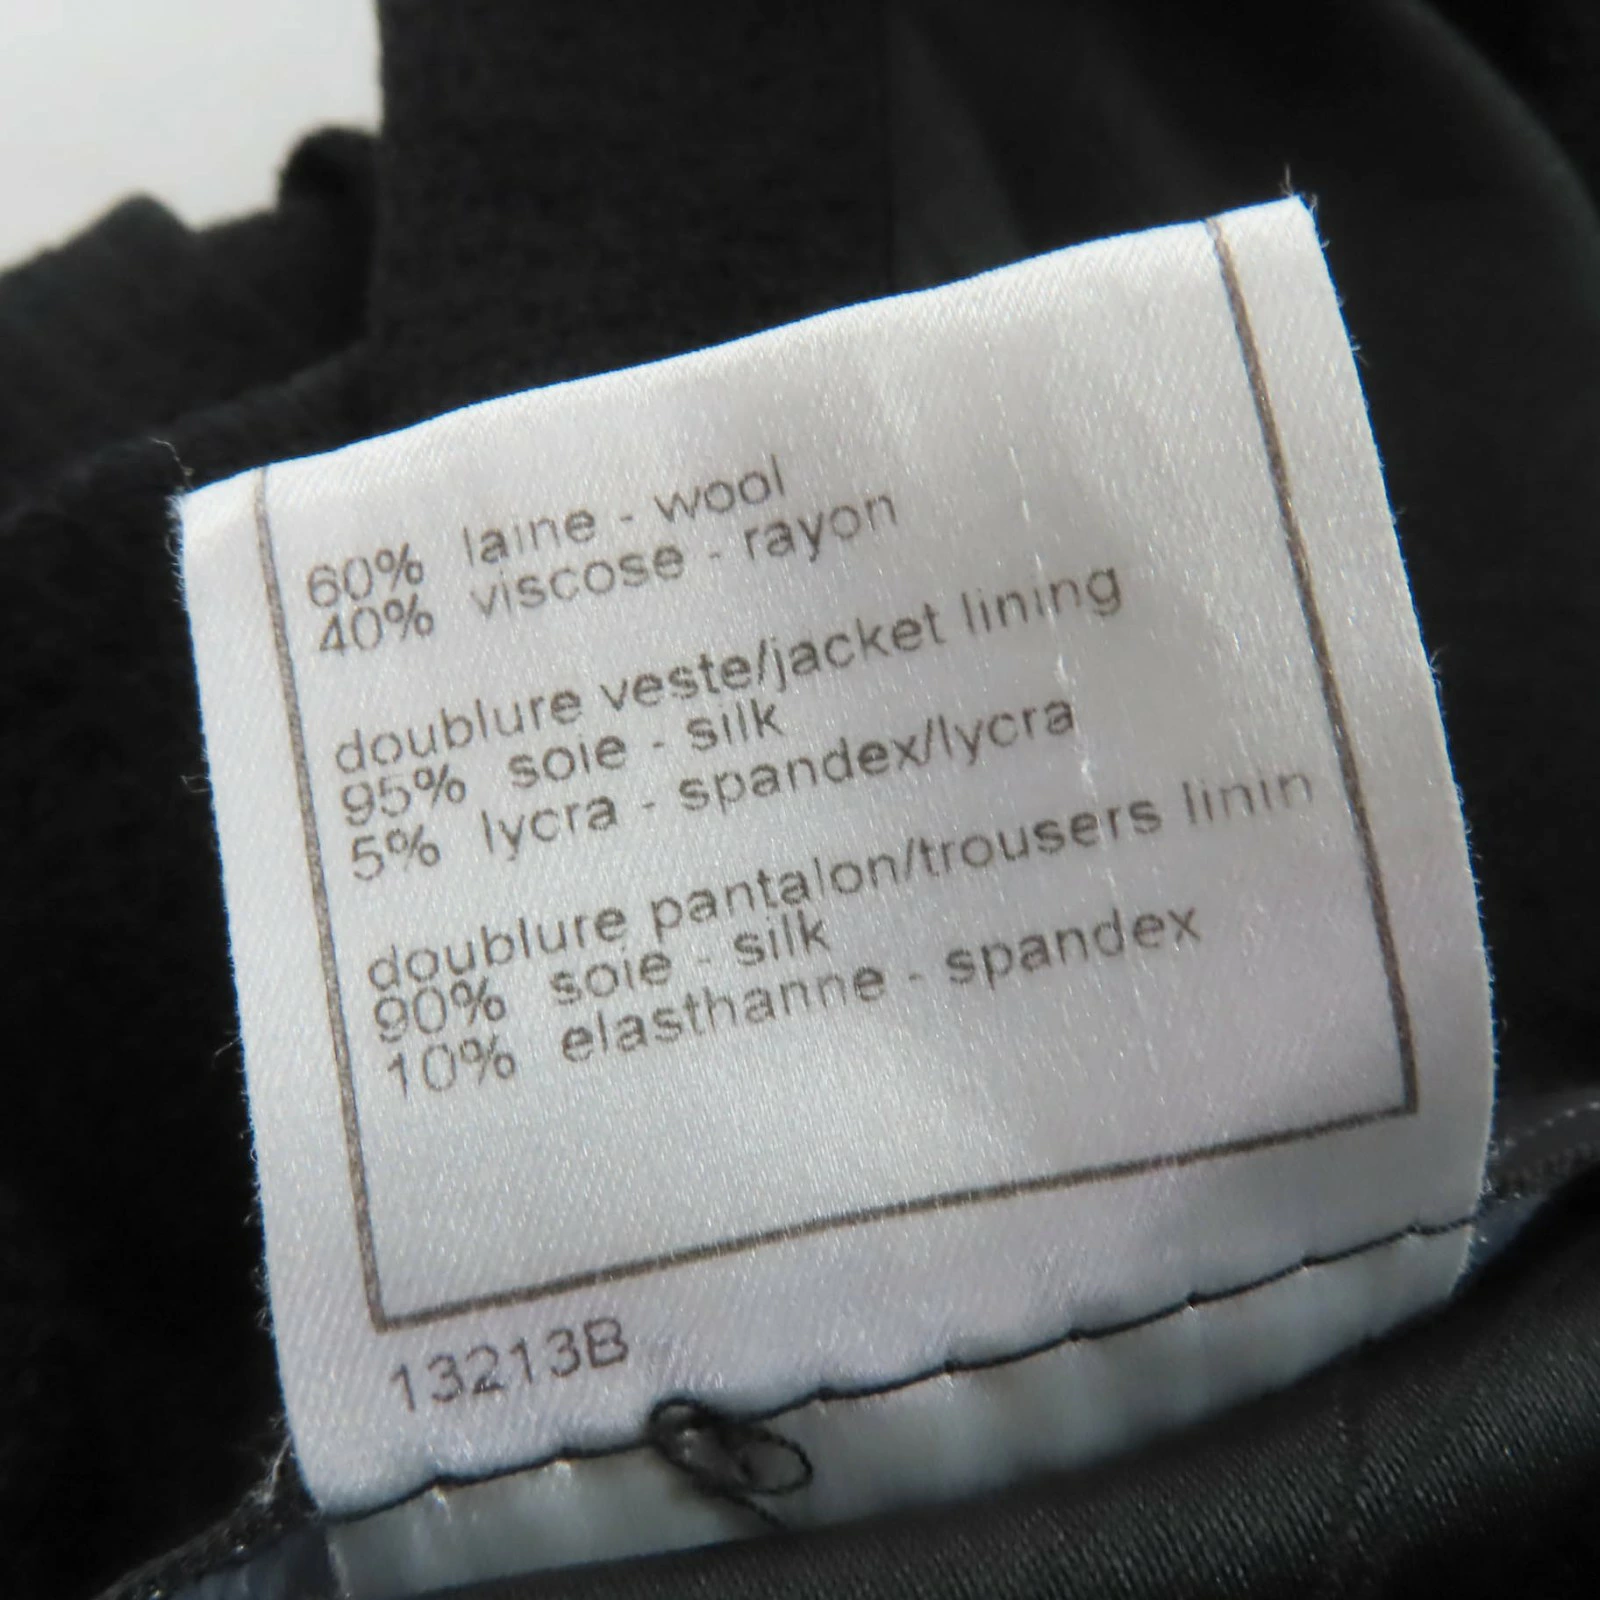 60% laine - wool
40% viscose - rayon
doublure veste/jacket lining
95% soie - silk
5% lycra - spandex/lycra
doublure pantalon/trousers linin
90% soie - silk
10% elasthanne - spandex
13213B